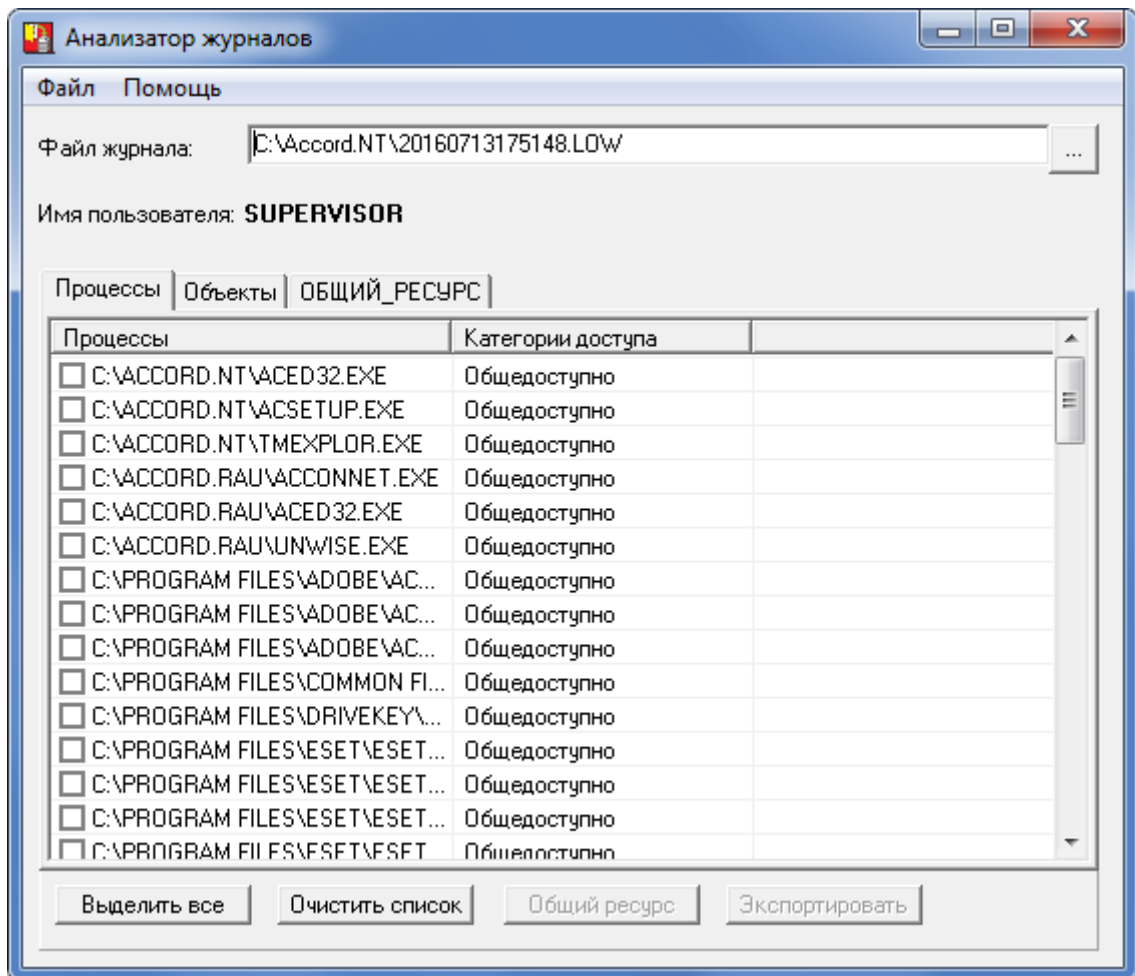 Анализатор журналов
Файл Помощь
Файл журнала: C:\Accord.NT\20160713175148.LOW ...
Имя пользователя: SUPERVISOR
Процессы Объекты ОБЩИЙ_РЕСУРС
Процессы Категории доступа
C:\ACCORD.NT\ACED32.EXE Общедоступно
C:\ACCORD.NT\ACSETUP.EXE Общедоступно
C:\ACCORD.NT\TMEXPLOR.EXE Общедоступно
C:\ACCORD.RAU\ACCONNET.EXE Общедоступно
C:\ACCORD.RAU\ACED32.EXE Общедоступно
C:\ACCORD.RAU\UNWISE.EXE Общедоступно
C:\PROGRAM FILES\ADOBE\AC... Общедоступно
C:\PROGRAM FILES\ADOBE\AC... Общедоступно
C:\PROGRAM FILES\ADOBE\AC... Общедоступно
C:\PROGRAM FILES\COMMON FI... Общедоступно
C:\PROGRAM FILES\DRIVEKEY\... Общедоступно
C:\PROGRAM FILES\ESET\ESET... Общедоступно
C:\PROGRAM FILES\ESET\ESET... Общедоступно
C:\PROGRAM FILES\ESET\ESET... Общедоступно
C:\PROGRAM FILES\ESET\ESET Общедоступно
Выделить все Очистить список Общий ресурс Экспортировать